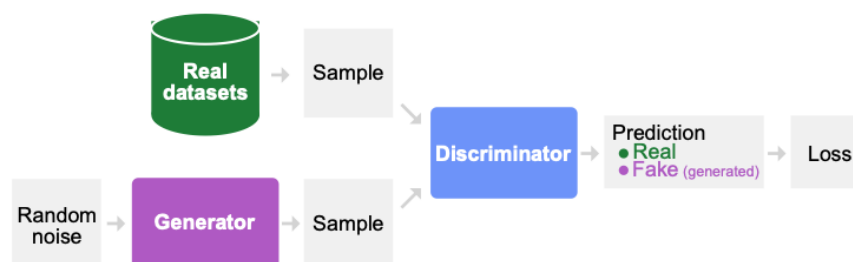 Real
datasets
Sample
Discriminator
Prediction
Real
Fake (generated)
Loss
Random
noise
Generator
Sample